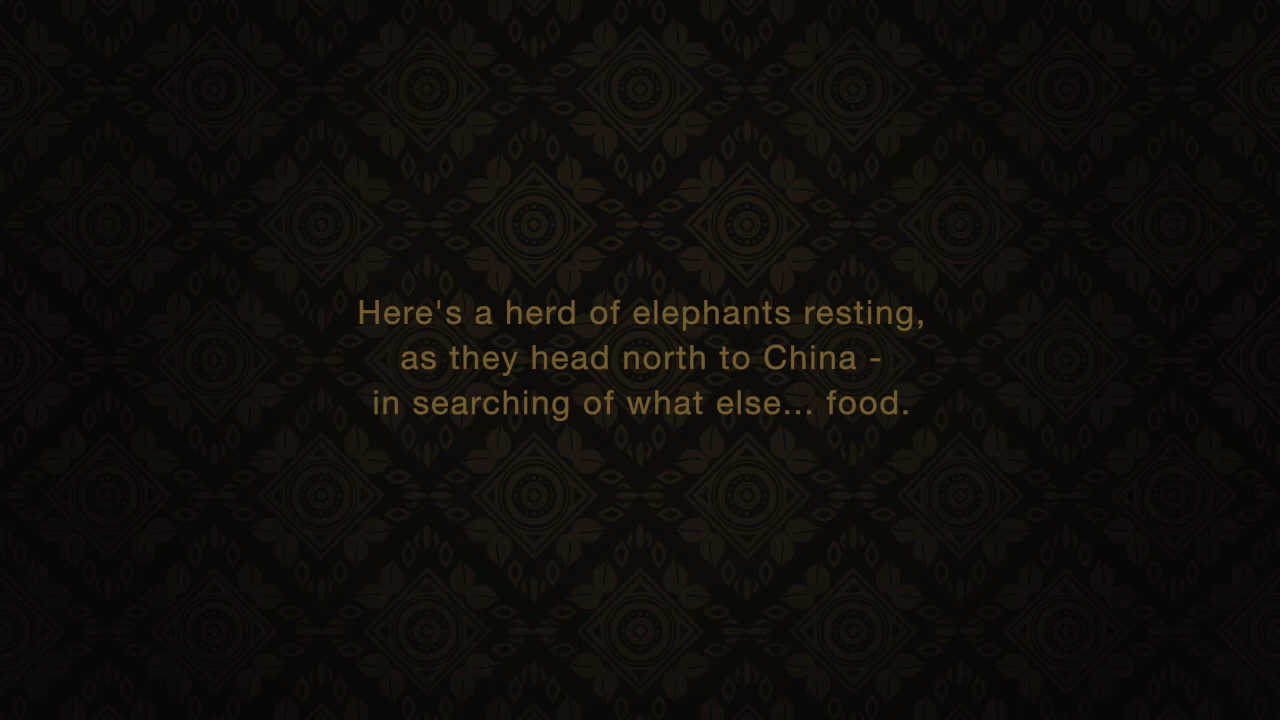 Here's a herd of elephants resting,
as they head north to China -
in searching of what else... food.